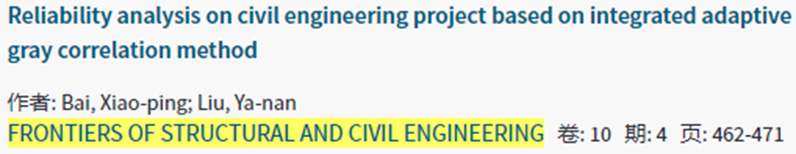 Reliability analysis on civil engineering project based on integrated adaptive
gray correlation method
作者: Bai, Xiao-ping; Liu, Ya-nan
FRONTIERS OF STRUCTURAL AND CIVIL ENGINEERING 卷: 10 期: 4 页: 462-471